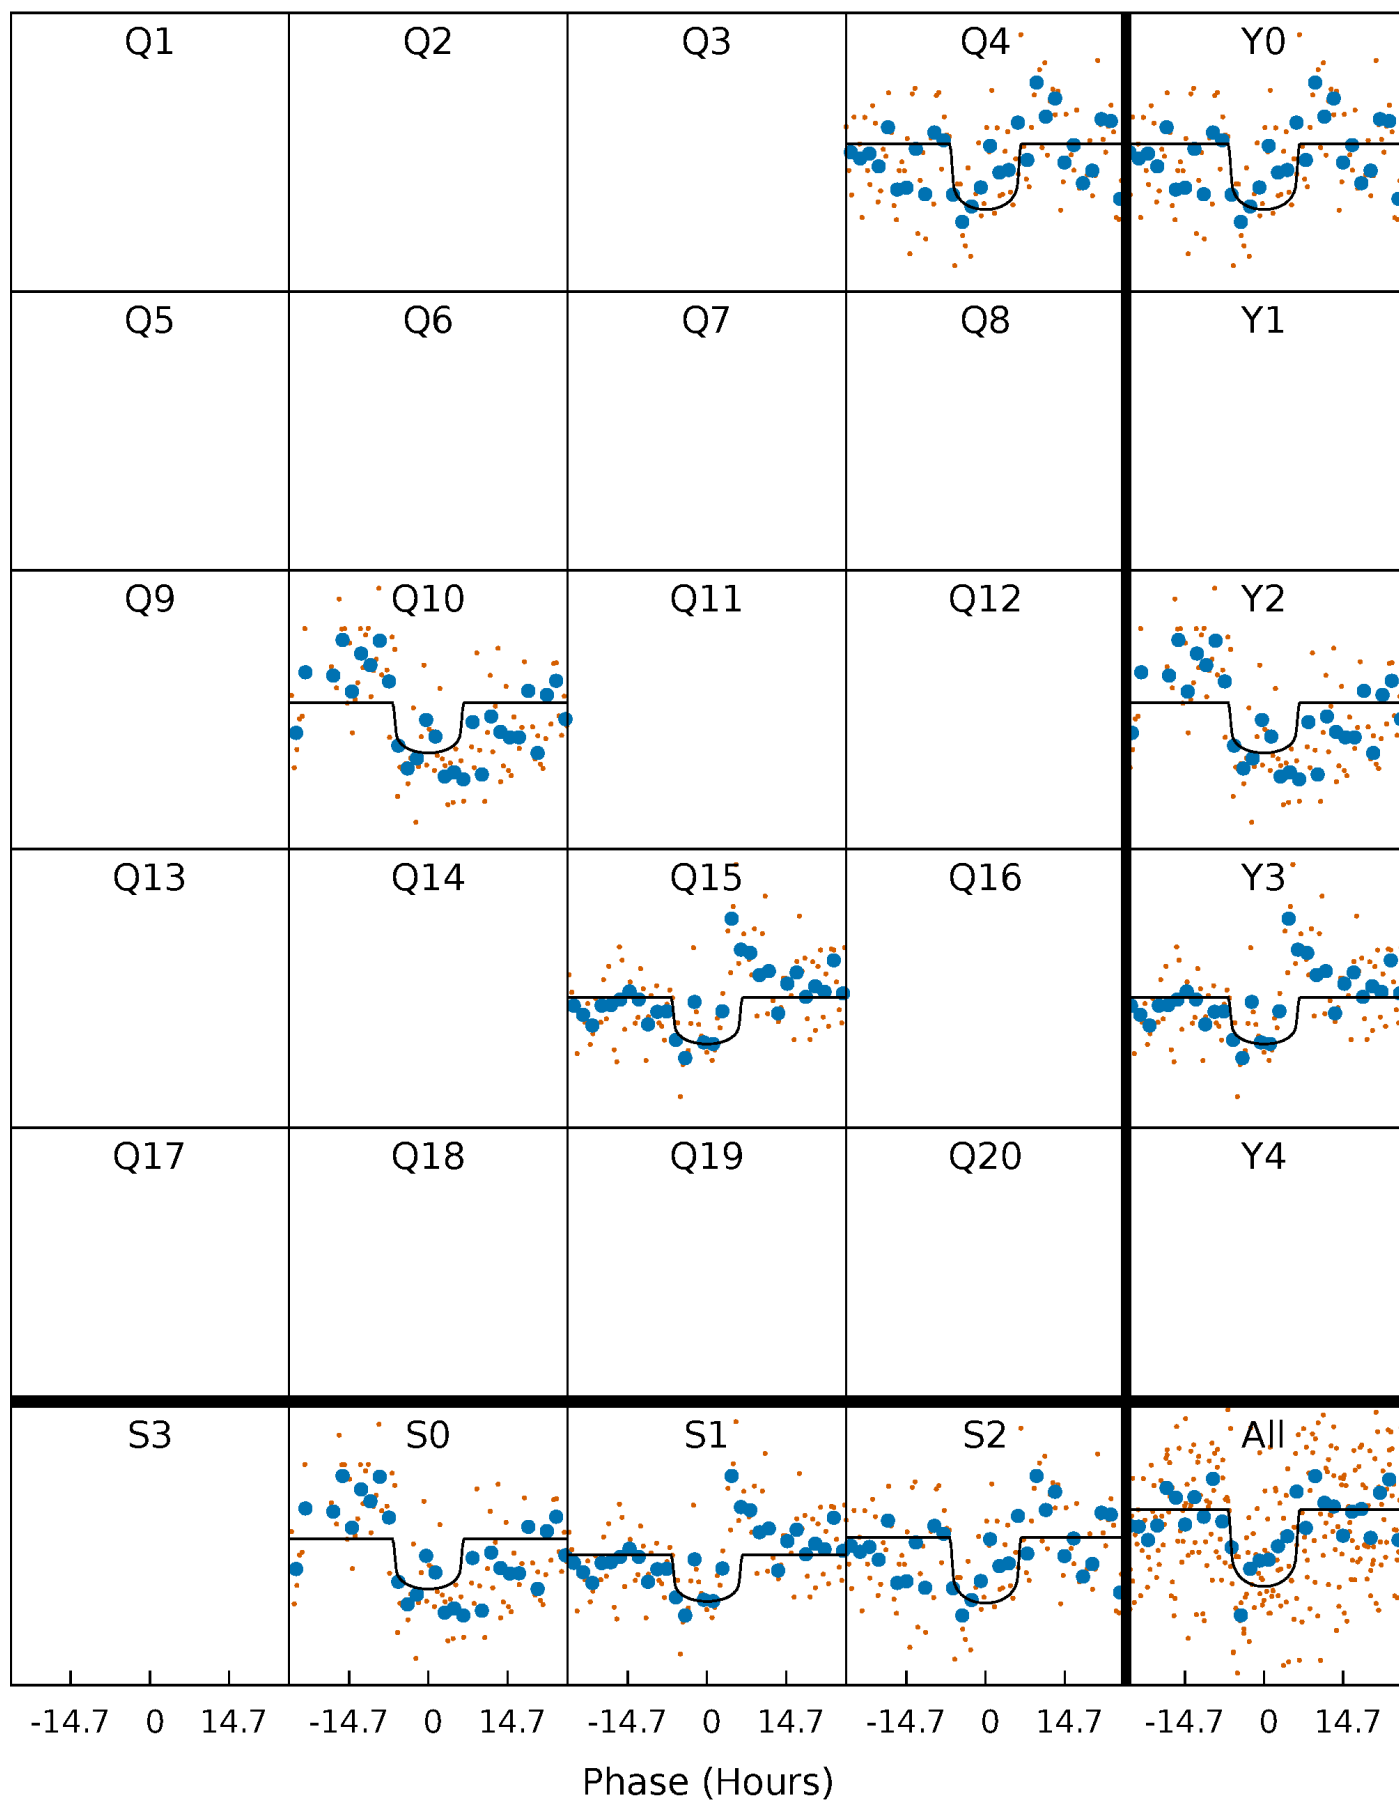 Q1 Q2 Q3 Q4 Y0
Q5 Q6 Q7 Q8 Y1
Q9 Q10 Q11 Q12 Y2
Q13 Q14 Q15 Q16 Y3
Q17 Q18 Q19 Q20 Y4
S3 S0 S1 S2 All
-14.7 0 14.7 -14.7 0 14.7 -14.7 0 14.7 -14.7 0 14.7 -14.7 0 14.7
Phase (Hours)